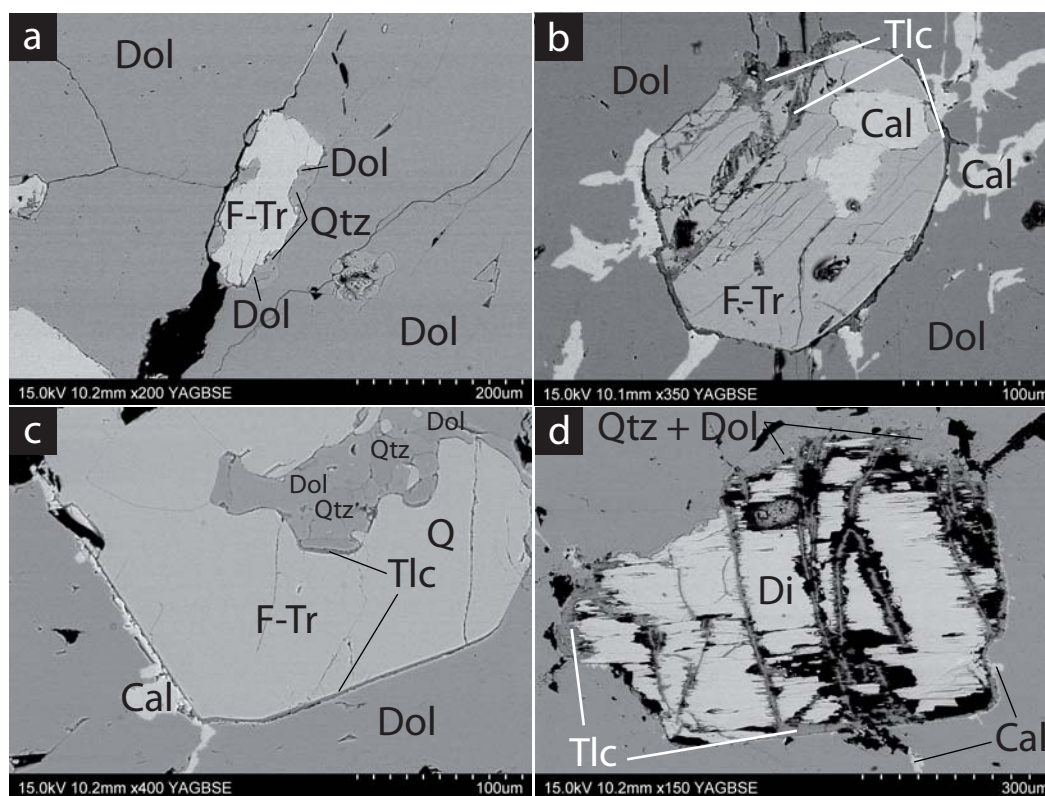 a
Dol
Dol
F-Tr
Qtz
Dol
Dol
15.0kV 10.2mm x200 YAGBSE 200um
b
Tlc
Dol
Cal
Cal
F-Tr
Dol
15.0kV 10.1mm x350 YAGBSE 100um
c
Dol
Qtz
Dol
Qtz
Q
Tlc
F-Tr
Cal
Dol
15.0kV 10.2mm x400 YAGBSE 100um
d
Qtz + Dol
Di
Tlc
Cal
15.0kV 10.2mm x150 YAGBSE 300um